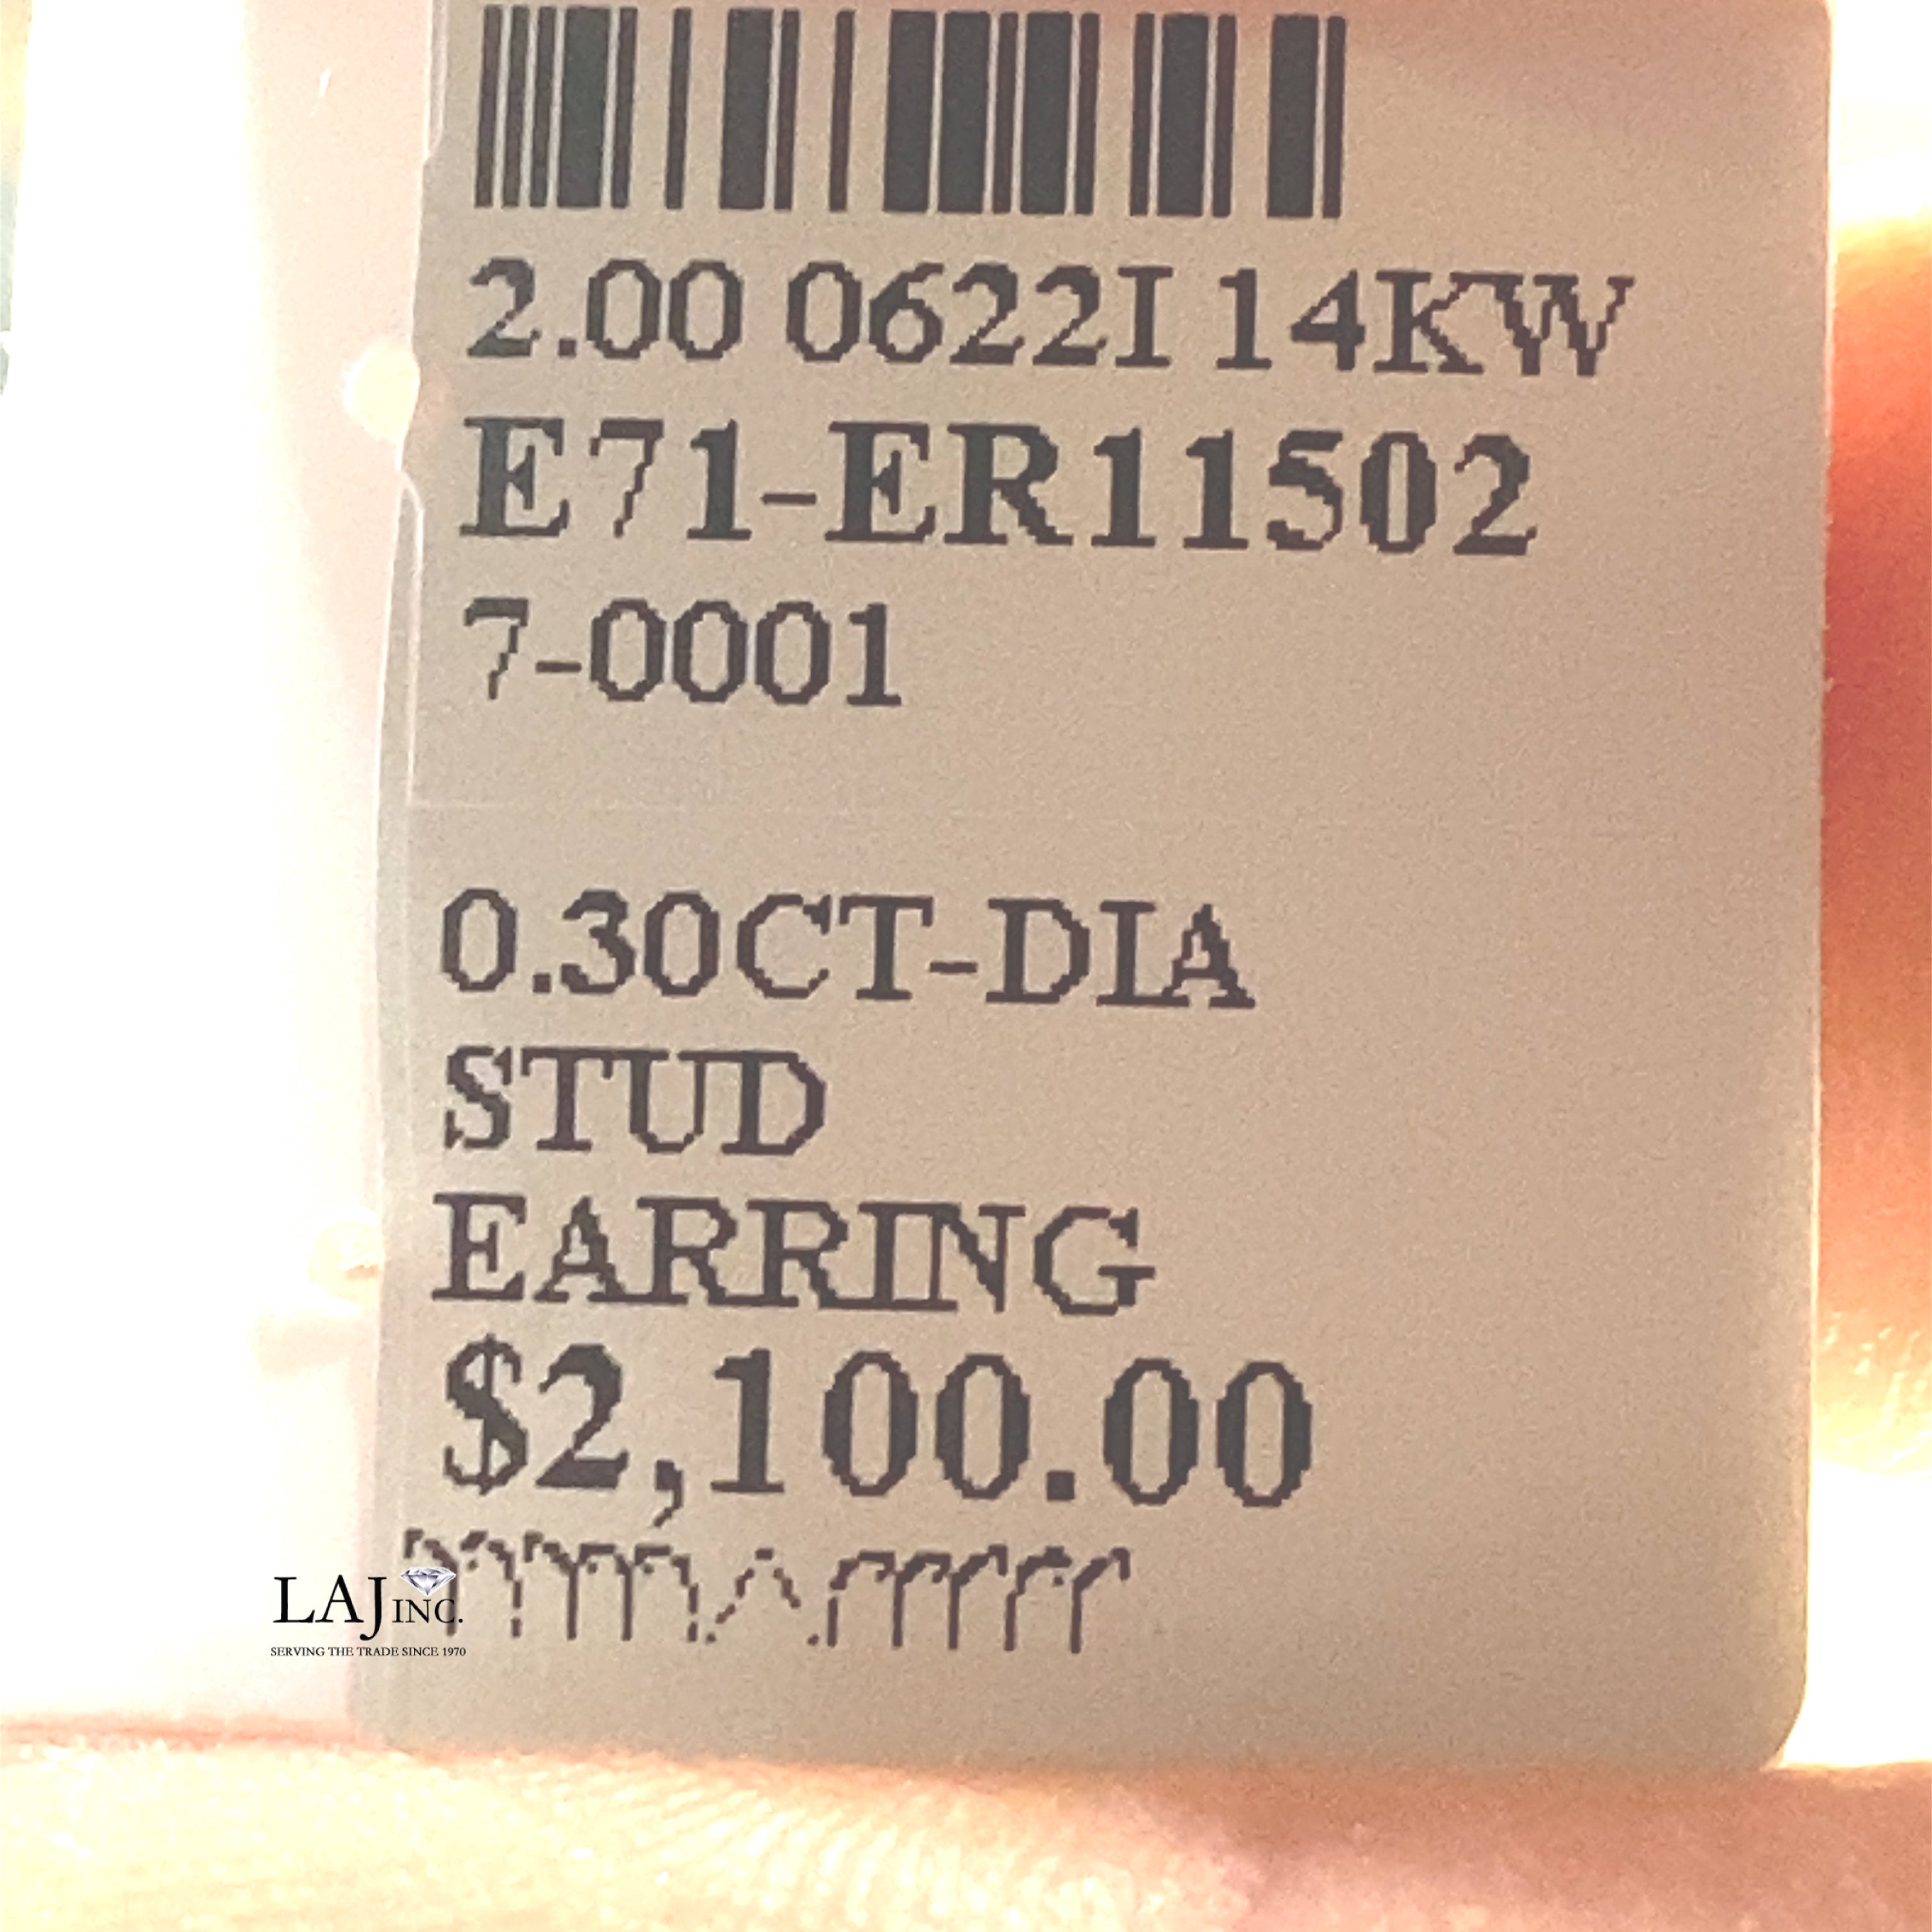 2.00 0622I 14KW
E71-ER11502
7-0001
0.30CT-DIA
STUD
EARRING
$2,100.00
LAJ INC.
SERVING THE TRADE SINCE 1970